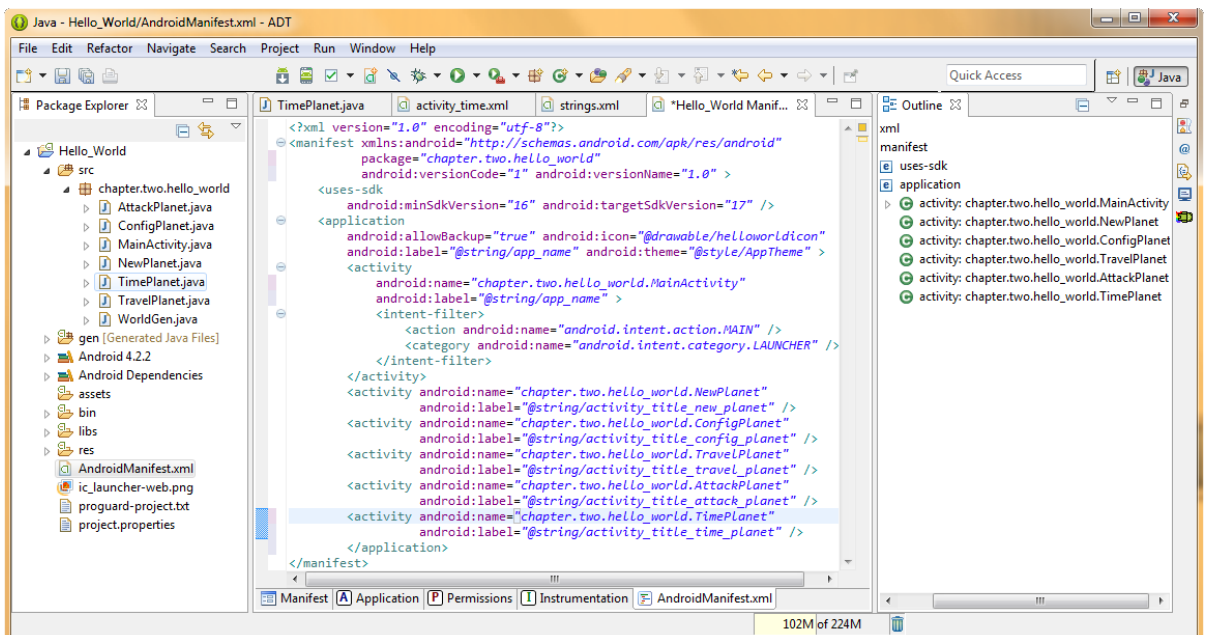 Java - Hello_World/AndroidManifest.xml - ADT
File Edit Refactor Navigate Search Project Run Window Help
Quick Access
Java
Package Explorer
Hello_World
src
chapter.two.hello_world
AttackPlanet.java
ConfigPlanet.java
MainActivity.java
NewPlanet.java
TimePlanet.java
TravelPlanet.java
WorldGen.java
gen [Generated Java Files]
Android 4.2.2
Android Dependencies
assets
bin
libs
res
AndroidManifest.xml
ic_launcher-web.png
proguard-project.txt
project.properties
TimePlanet.java activity_time.xml strings.xml *Hello_World Manif...
<?xml version="1.0" encoding="utf-8"?>
<manifest xmlns:android="http://schemas.android.com/apk/res/android"
package="chapter.two.hello_world"
android:versionCode="1" android:versionName="1.0" >
<uses-sdk
android:minSdkVersion="16" android:targetSdkVersion="17" />
<application
android:allowBackup="true" android:icon="@drawable/helloworldicon"
android:label="@string/app_name" android:theme="@style/AppTheme" >
<activity
android:name="chapter.two.hello_world.MainActivity"
android:label="@string/app_name" >
<intent-filter>
<action android:name="android.intent.action.MAIN" />
<category android:name="android.intent.category.LAUNCHER" />
</intent-filter>
</activity>
<activity android:name="chapter.two.hello_world.NewPlanet"
android:label="@string/activity_title_new_planet" />
<activity android:name="chapter.two.hello_world.ConfigPlanet"
android:label="@string/activity_title_config_planet" />
<activity android:name="chapter.two.hello_world.TravelPlanet"
android:label="@string/activity_title_travel_planet" />
<activity android:name="chapter.two.hello_world.AttackPlanet"
android:label="@string/activity_title_attack_planet" />
<activity android:name="chapter.two.hello_world.TimePlanet"
android:label="@string/activity_title_time_planet" />
</application>
</manifest>
Manifest A Application P Permissions I Instrumentation AndroidManifest.xml
Outline
xml
manifest
e uses-sdk
e application
activity: chapter.two.hello_world.MainActivity
activity: chapter.two.hello_world.NewPlanet
activity: chapter.two.hello_world.ConfigPlanet
activity: chapter.two.hello_world.TravelPlanet
activity: chapter.two.hello_world.AttackPlanet
activity: chapter.two.hello_world.TimePlanet
102M of 224M